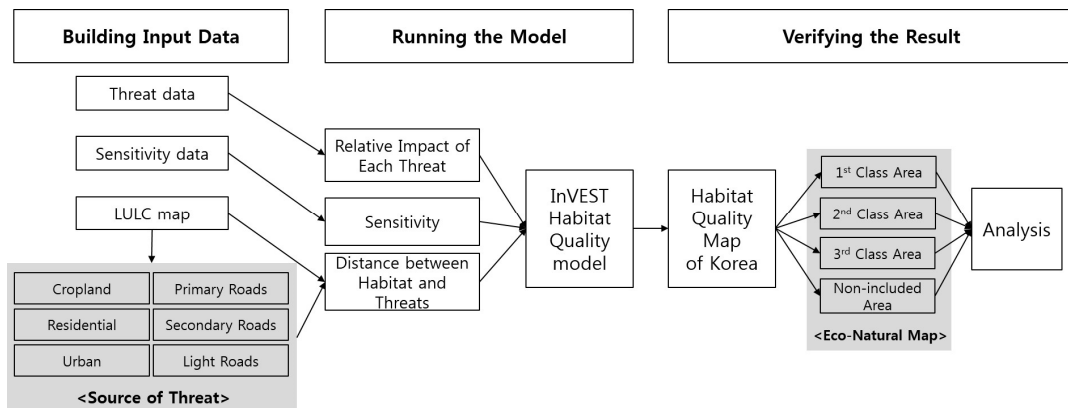 Building Input Data
Running the Model
Verifying the Result
Threat data
Sensitivity data
LULC map
Cropland
Primary Roads
Residential
Secondary Roads
Urban
Light Roads
<Source of Threat>
Relative Impact of
Each Threat
Sensitivity
Distance between
Habitat and
Threats
InVEST
Habitat
Quality
model
Habitat
Quality
Map
of Korea
1st Class Area
2nd Class Area
3rd Class Area
Non-included
Area
<Eco-Natural Map>
Analysis